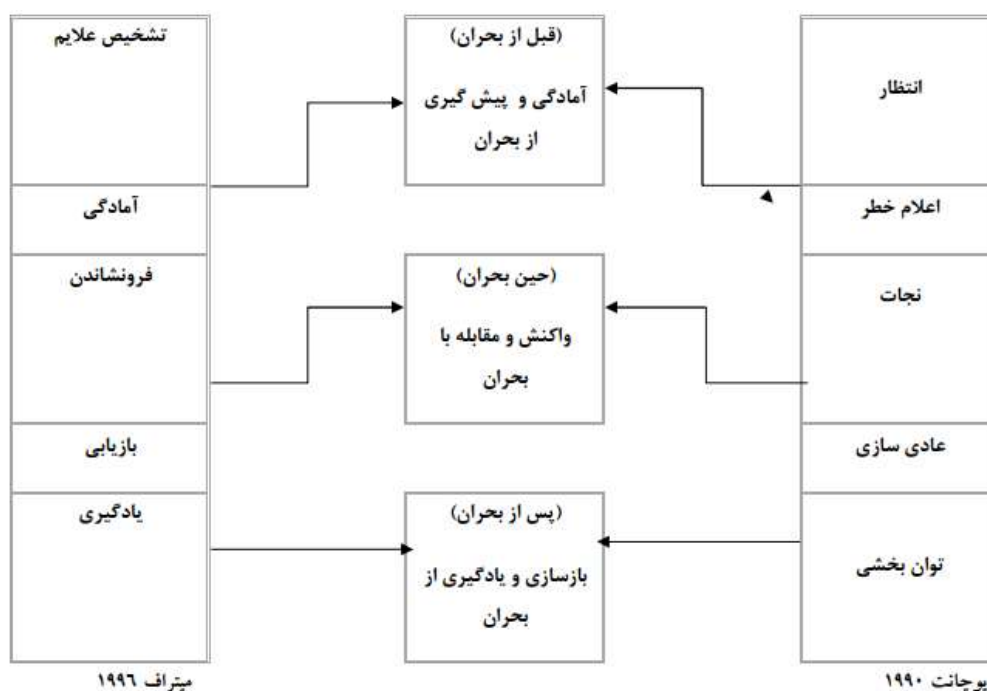 انتظار
اعلام خطر
نجات
عادی سازی
توان بخشی
بوچانت ۱۹۹۰
(قبل از بحران)
آمادگی و پیش گیری
از بحران
(حین بحران)
واکنش و مقابله با
بحران
(پس از بحران)
بازسازی و یادگیری از
بحران
تشخیص علایم
آمادگی
فرونشاندن
بازیابی
یادگیری
میتراف ۱۹۹۶